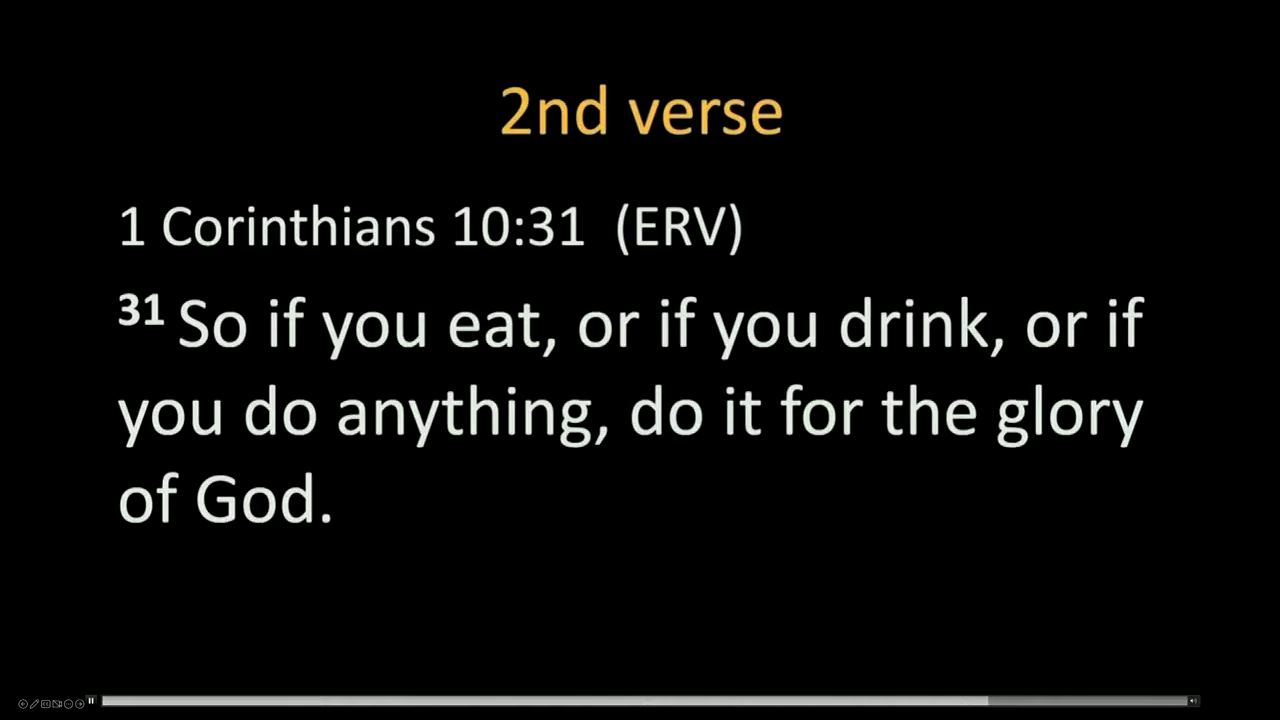 2nd verse
1 Corinthians 10:31  (ERV)
31 So if you eat, or if you drink, or if
you do anything, do it for the glory
of God.